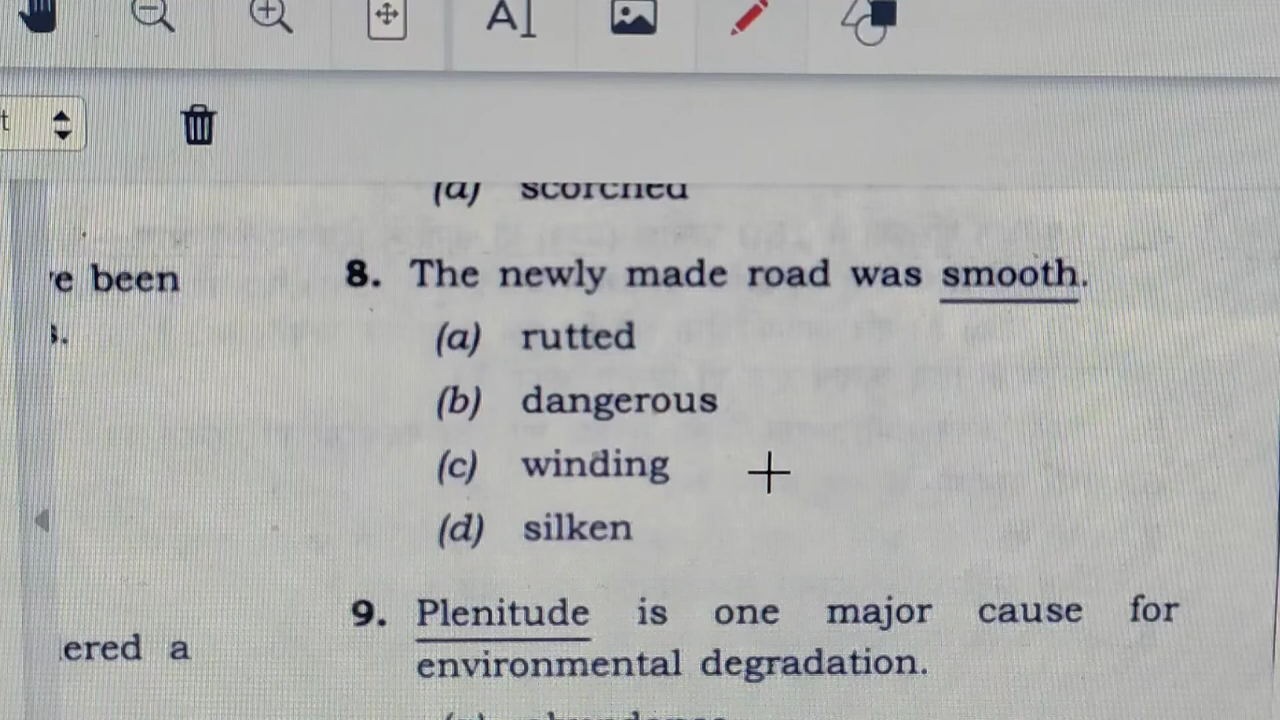 t
(d) scorched
've been
8. The newly made road was smooth.
s.
(a) rutted
(b) dangerous
(c) winding
(d) silken
9. Plenitude is one major cause for
ered a
environmental degradation.